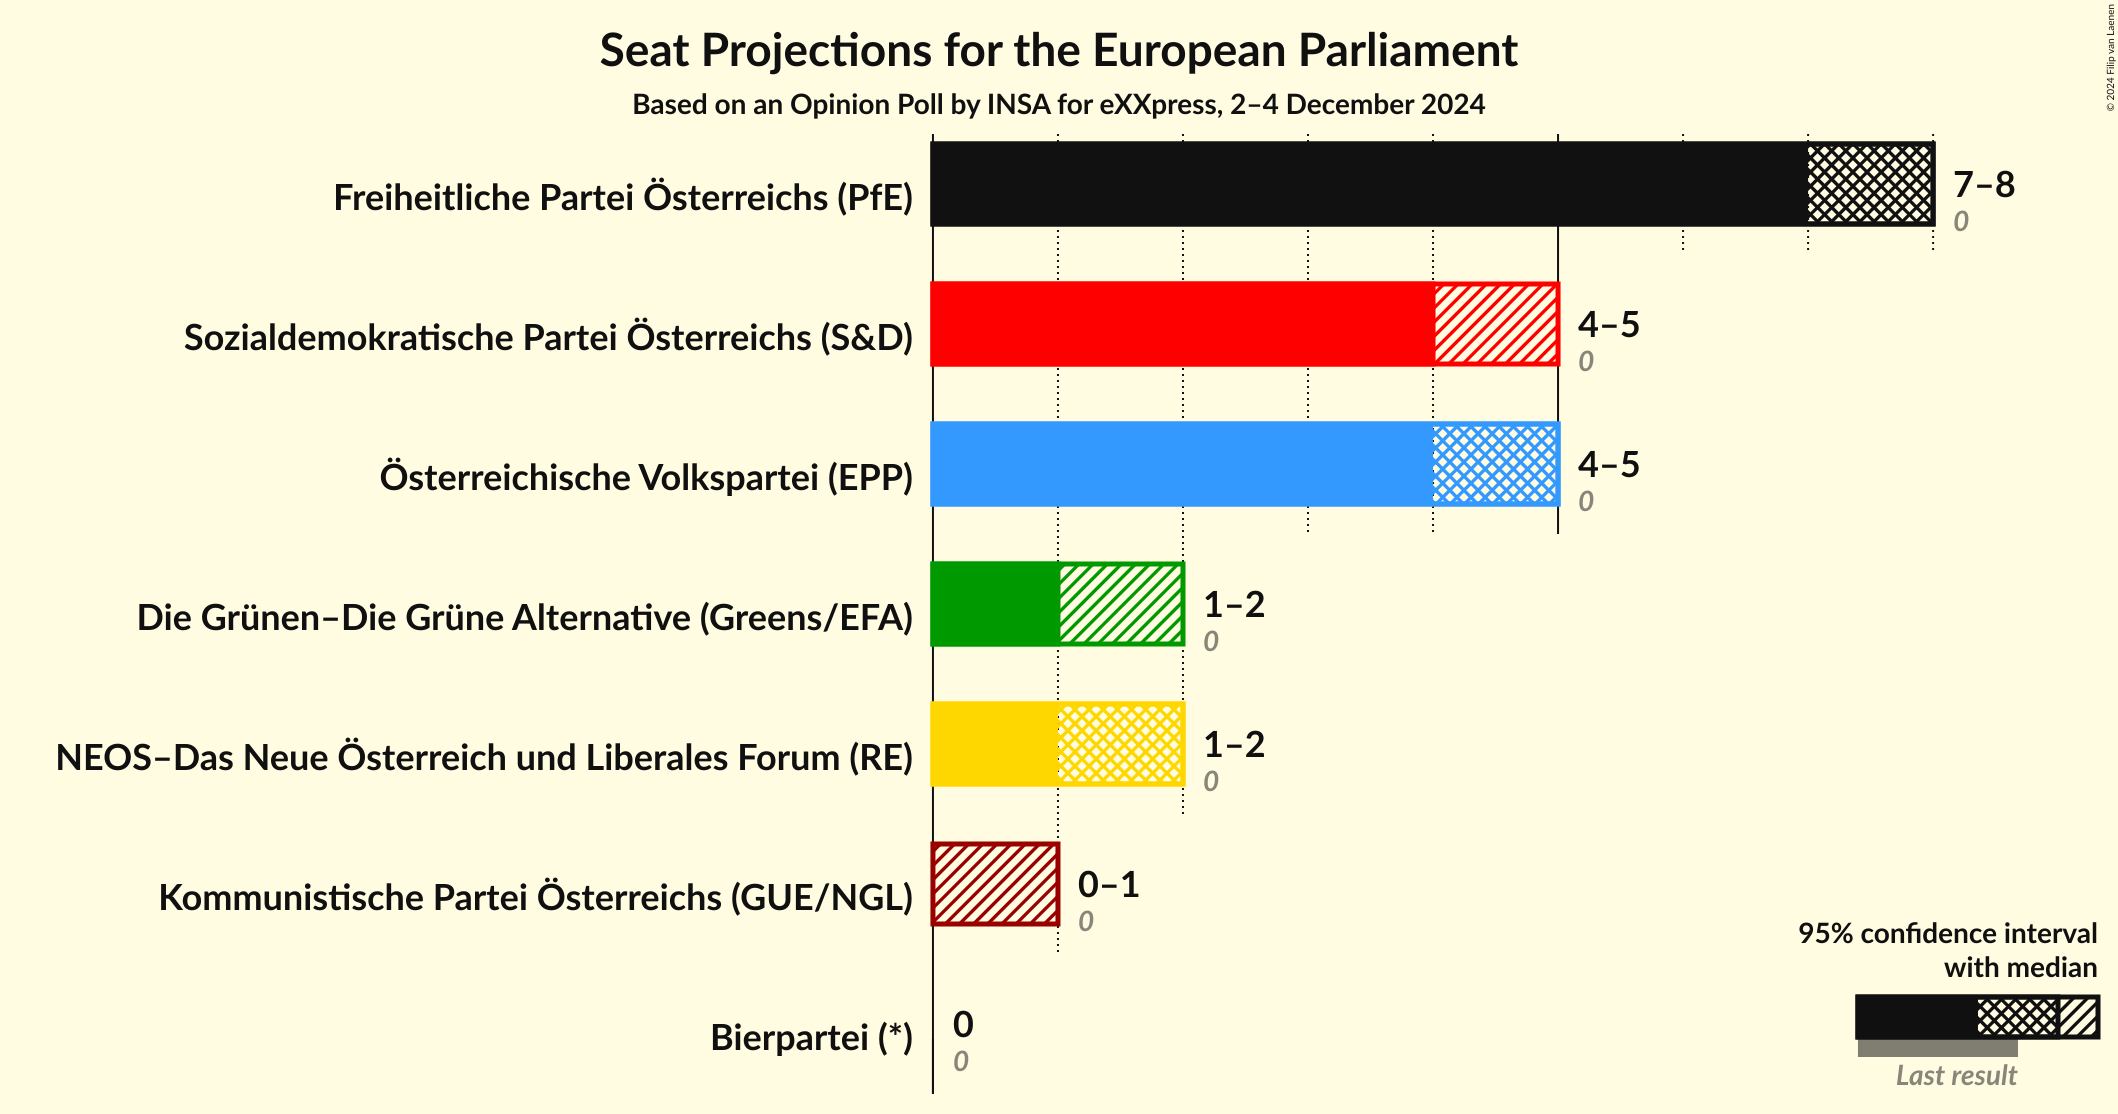 Seat Projections for the European Parliament
Based on an Opinion Poll by INSA for eXXpress, 2–4 December 2024
© 2024 Filip van Laenen
Freiheitliche Partei Österreichs (PfE)
7–8
0
Sozialdemokratische Partei Österreichs (S&D)
4–5
0
Österreichische Volkspartei (EPP)
4–5
0
Die Grünen–Die Grüne Alternative (Greens/EFA)
1–2
0
NEOS–Das Neue Österreich und Liberales Forum (RE)
1–2
0
Kommunistische Partei Österreichs (GUE/NGL)
0–1
0
Bierpartei (*)
0
0
95% confidence interval
with median
Last result